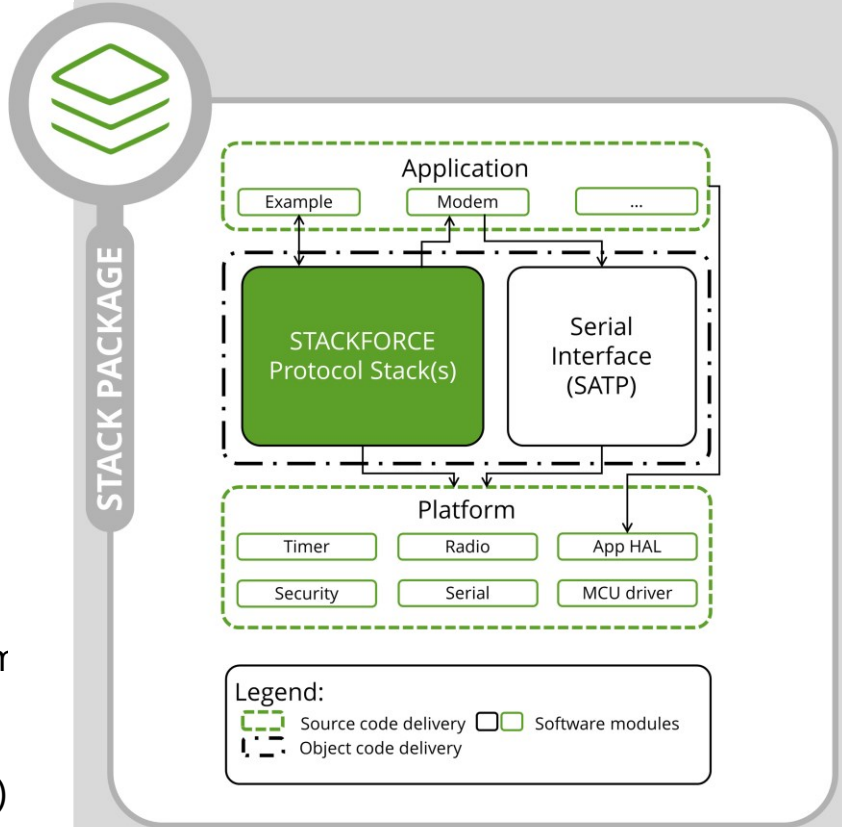 STACK PACKAGE
Application
Example
Modem
...
STACKFORCE
Protocol Stack(s)
Serial
Interface
(SATP)
Platform
Timer
Radio
App HAL
Security
Serial
MCU driver
Legend:
Source code delivery
Software modules
Object code delivery
)